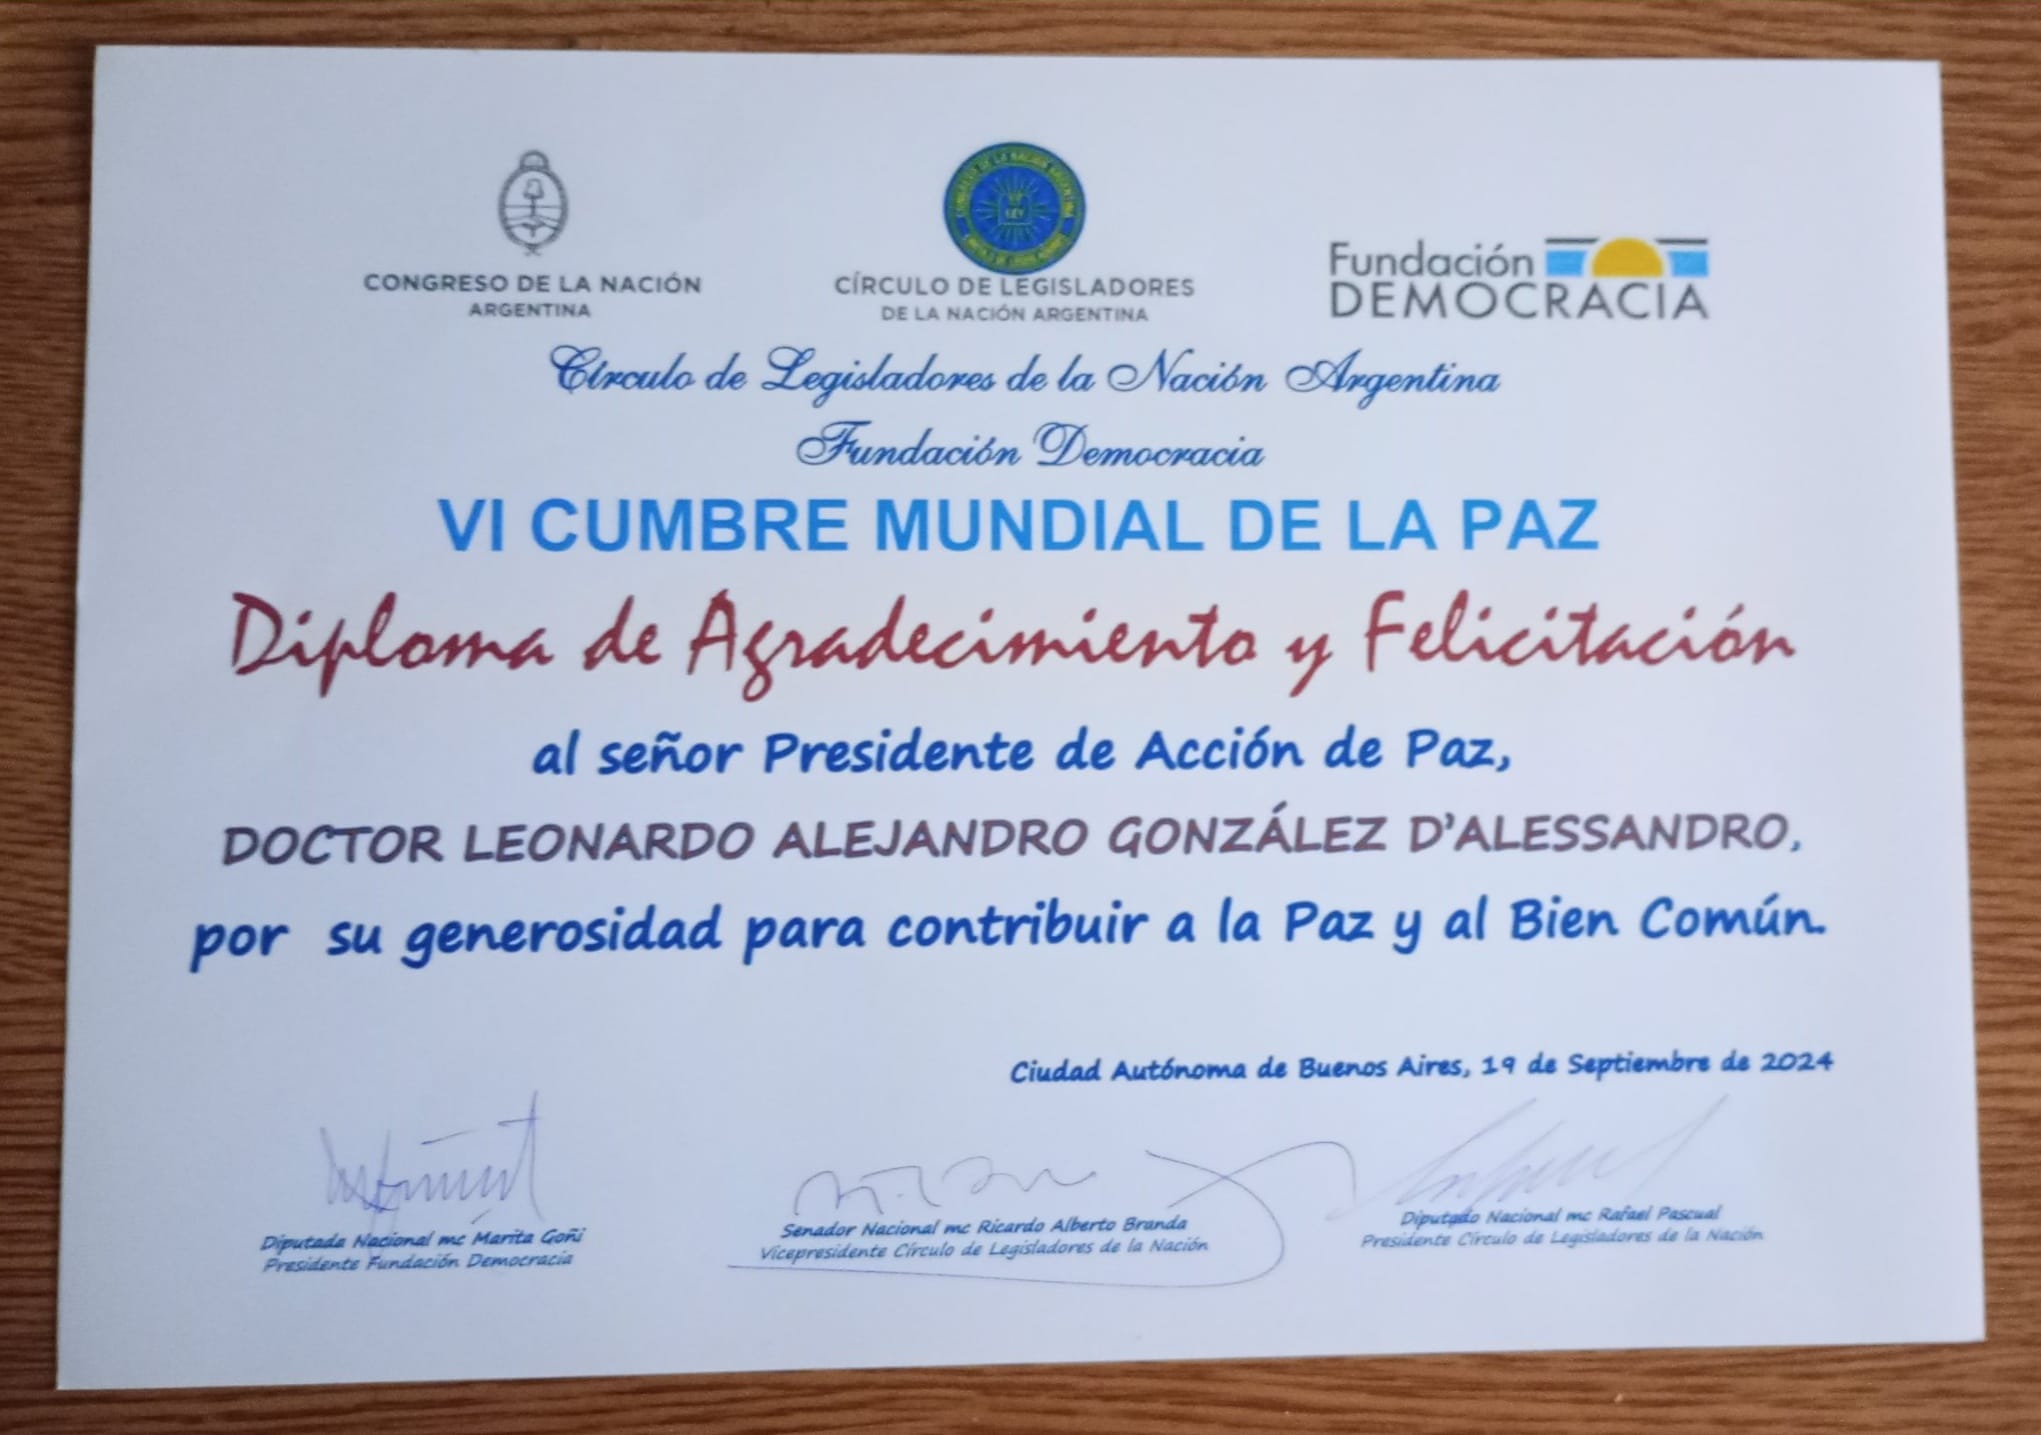 CONGRESO DE LA NACIÓN
ARGENTINA
CÍRCULO DE LEGISLADORES
DE LA NACIÓN ARGENTINA
Fundación
DEMOCRACIA
Círculo de Legisladores de la Nación Argentina
Fundación Democracia
VI CUMBRE MUNDIAL DE LA PAZ
Diploma de Agradecimiento y Felicitación
al señor Presidente de Acción de Paz,
DOCTOR LEONARDO ALEJANDRO GONZÁLEZ D'ALESSANDRO,
por su generosidad para contribuir a la Paz y al Bien Común.
Ciudad Autónoma de Buenos Aires, 19 de Septiembre de 2024
Diputada Nacional mc Marita Goñi
Presidente Fundación Democracia
Senador Nacional mc Ricardo Alberto Branda
Vicepresidente Círculo de Legisladores de la Nación
Diputado Nacional mc Rafael Pascual
Presidente Círculo de Legisladores de la Nación